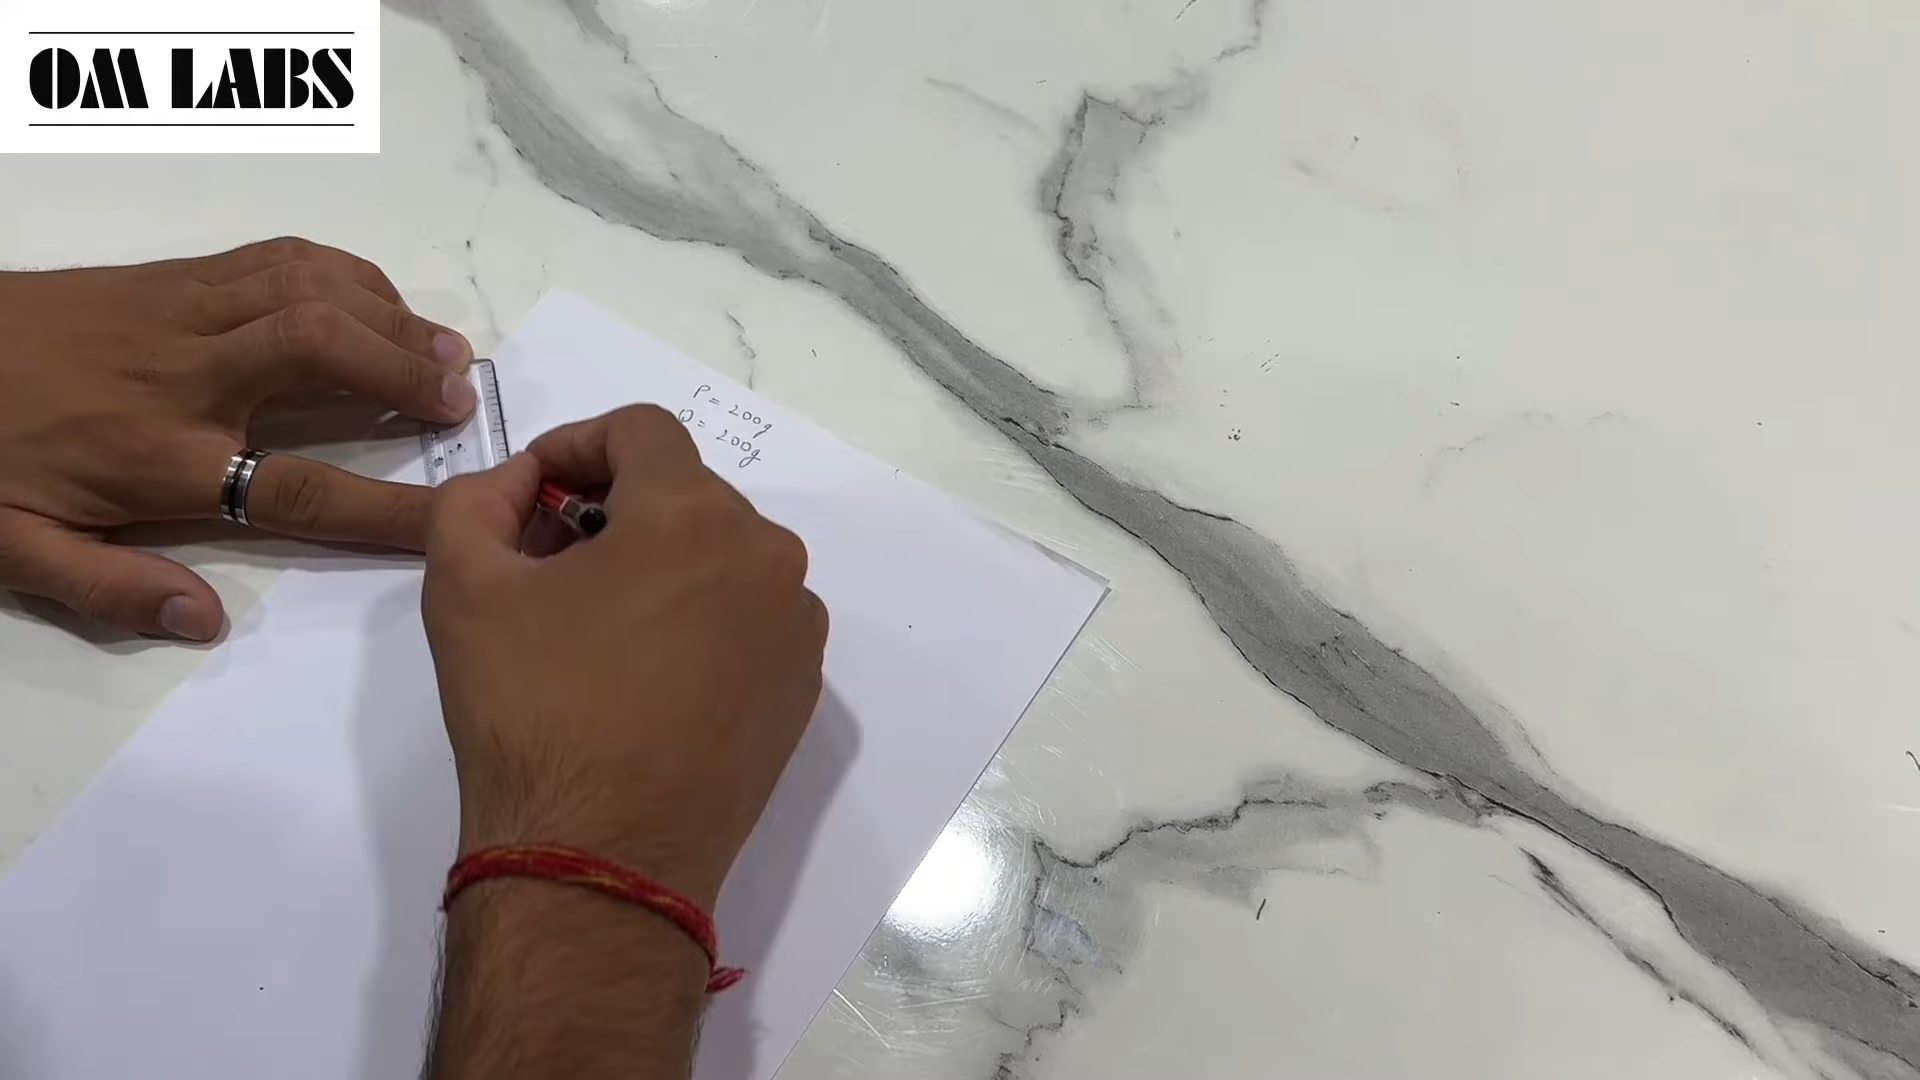 OM LABS
P = 200g
Q = 200g